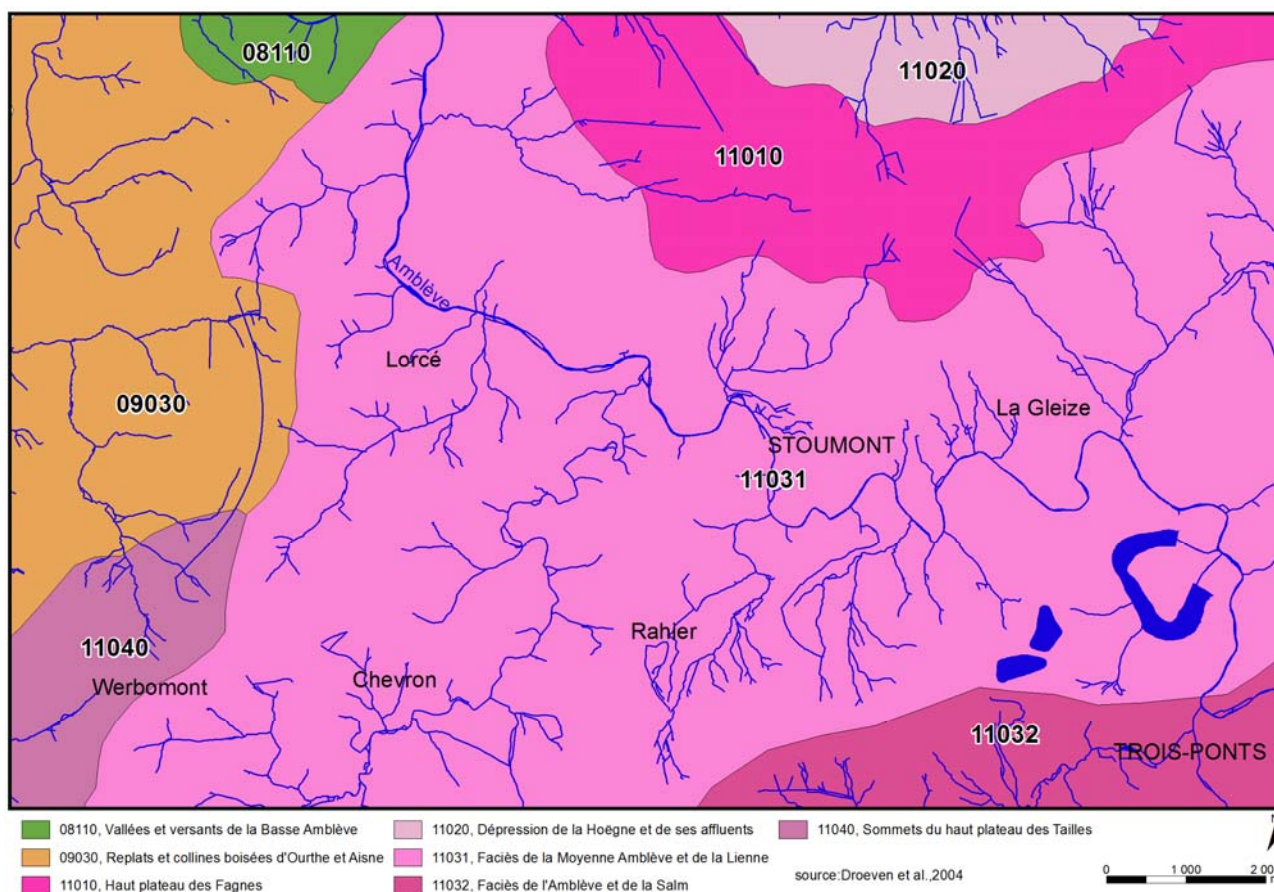 08110
11020
11010
Amblève
Lorcé
09030
La Gleize
STOUMONT
11031
Rahier
11040
Werbomont
Chevron
11032
TROIS-PONTS
08110, Vallées et versants de la Basse Amblève
11020, Dépression de la Hoëgne et de ses affluents
11040, Sommets du haut plateau des Tailles
09030, Replats et collines boisées d'Ourthe et Aisne
11031, Faciès de la Moyenne Amblève et de la Lienne
11010, Haut plateau des Fagnes
11032, Faciès de l'Amblève et de la Salm
source:Droeven et al.,2004
0 1 000